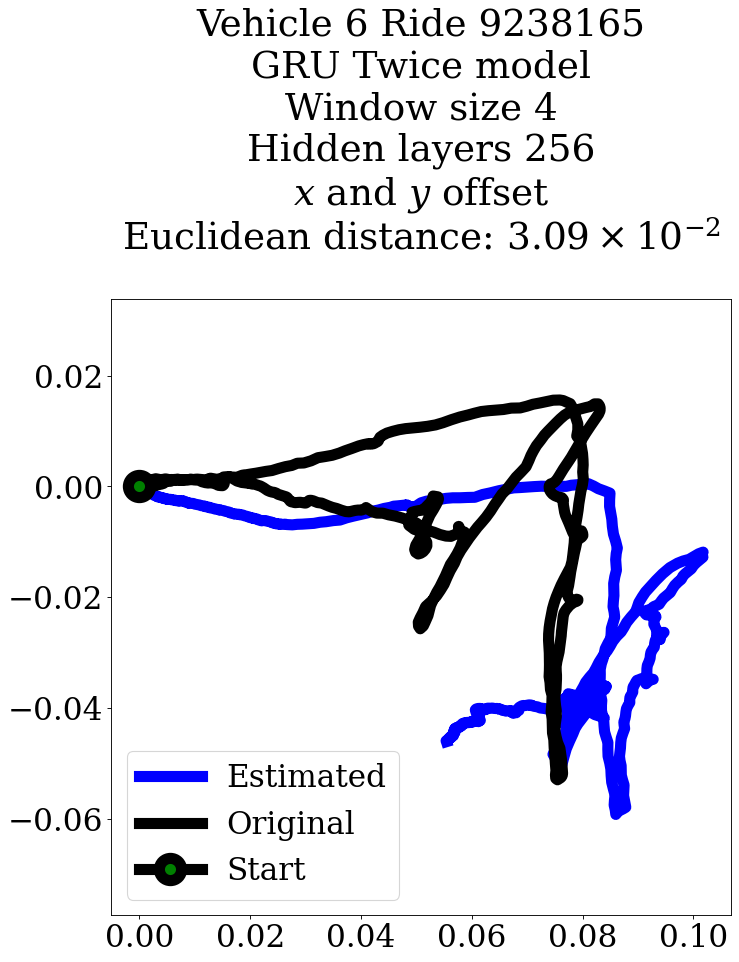 Vehicle 6 Ride 9238165
GRU Twice model
Window size 4
Hidden layers 256
x and y offset
Euclidean distance: 3.09 × 10⁻²
0.02
0.00
−0.02
−0.04
−0.06
Estimated
Original
Start
0.00 0.02 0.04 0.06 0.08 0.10